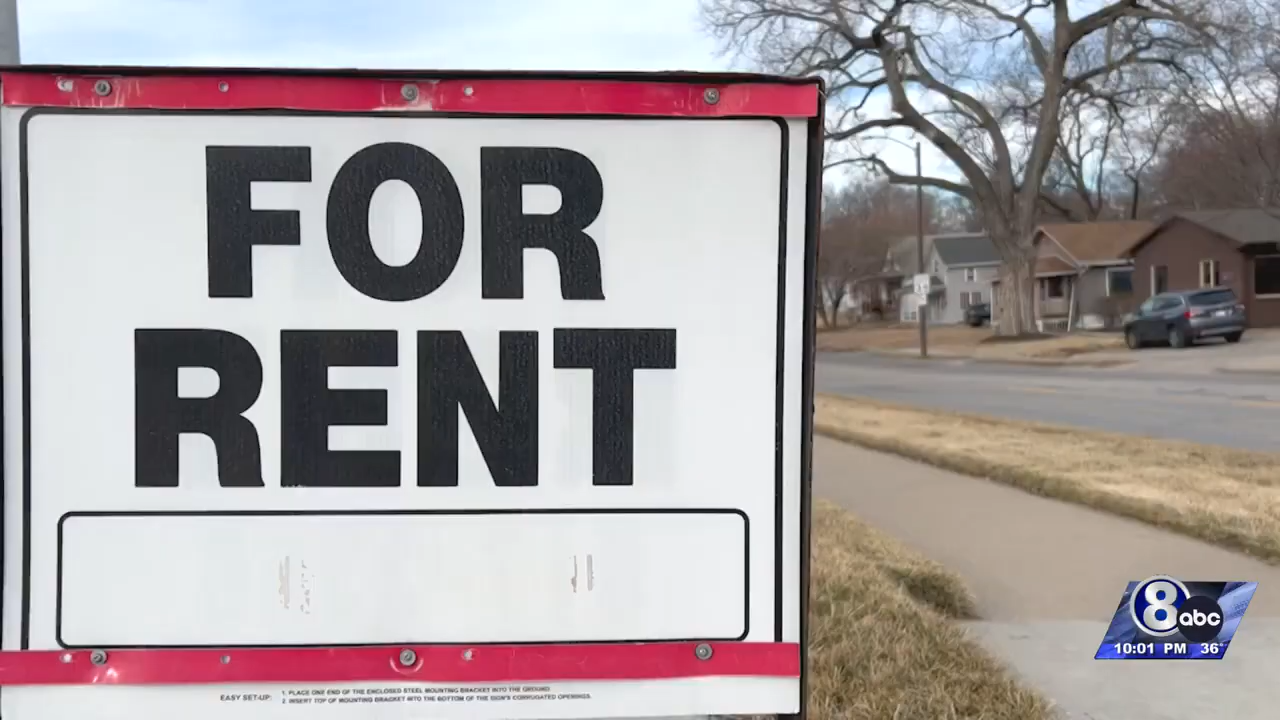 FOR
RENT
EASY SET-UP: 1. PLACE ONE END OF THE ENCLOSED STEEL MOUNTING BRACKET INTO THE GROUND
2. INSERT TOP OF MOUNTING BRACKET INTO THE BOTTOM OF THE SIGN'S CORRUGATED OPENINGS.
8 abc
10:01 PM 36°